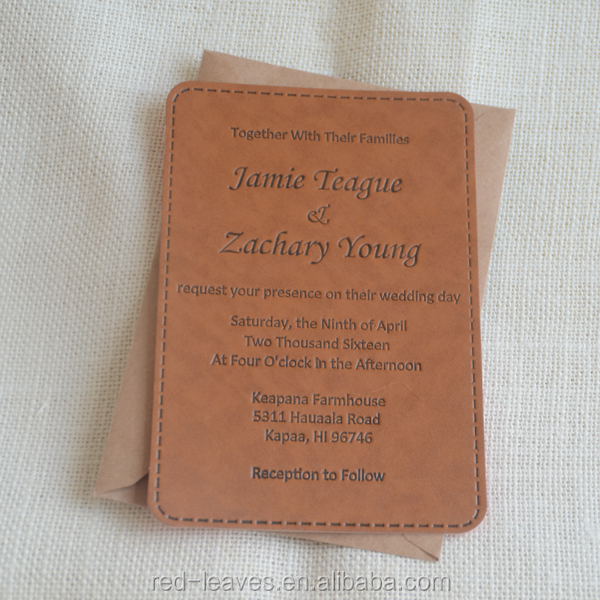 Together With Their Families
Jamie Teague
&
Zachary Young
request your presence on their wedding day
Saturday, the Ninth of April
Two Thousand Sixteen
At Four O'clock In the Afternoon
Keapana Farmhouse
5311 Hauaala Road
Kapaa, HI 96746
Reception to Follow
red-leaves.en.alibaba.com